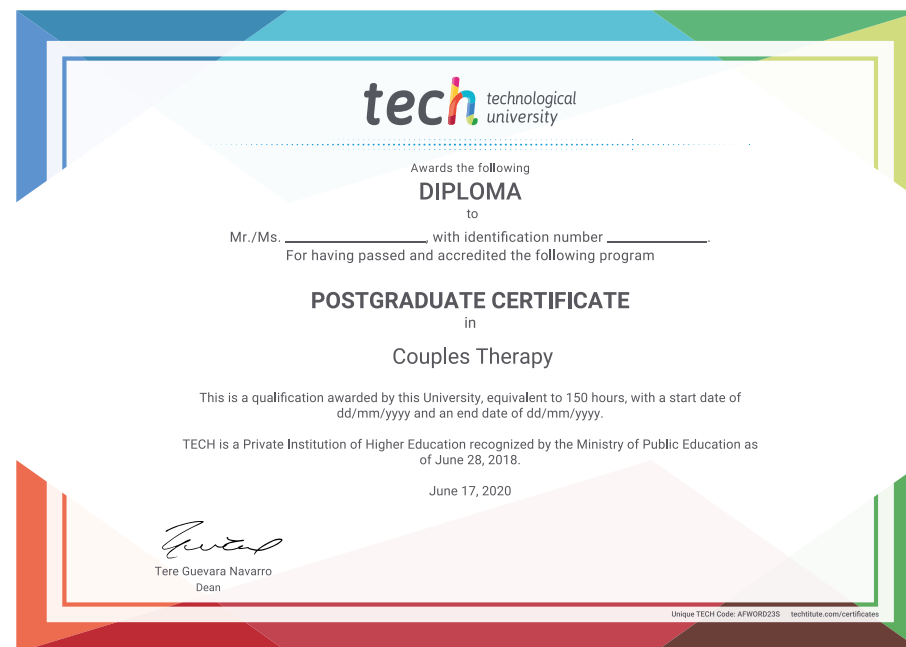 tech technological
university
Awards the following
DIPLOMA
to
Mr./Ms. ____________________, with identification number ______________.
For having passed and accredited the following program
POSTGRADUATE CERTIFICATE
in
Couples Therapy
This is a qualification awarded by this University, equivalent to 150 hours, with a start date of
dd/mm/yyyy and an end date of dd/mm/yyyy.
TECH is a Private Institution of Higher Education recognized by the Ministry of Public Education as
of June 28, 2018.
June 17, 2020
Tere Guevara Navarro
Dean
Unique TECH Code: AFWORD23S techtitute.com/certificates